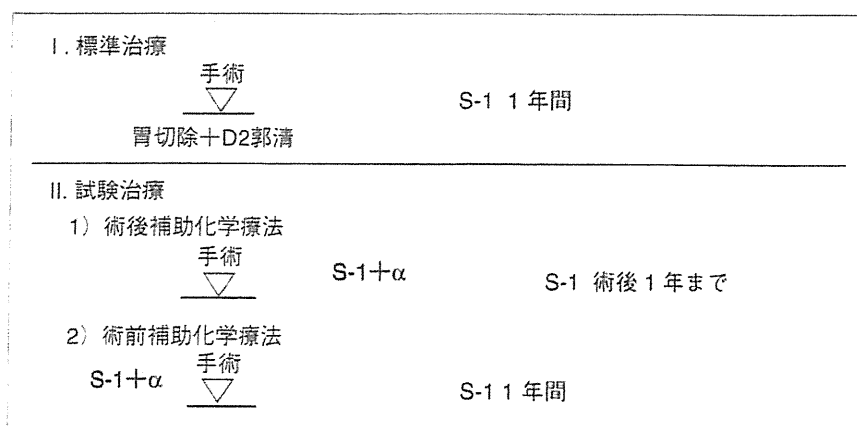 I. 標準治療
手術
S-1 1年間
胃切除+D2郭清
II. 試験治療
1) 術後補助化学療法
手術
S-1+α
S-1 術後1年まで
2) 術前補助化学療法
手術
S-1+α
S-1 1年間